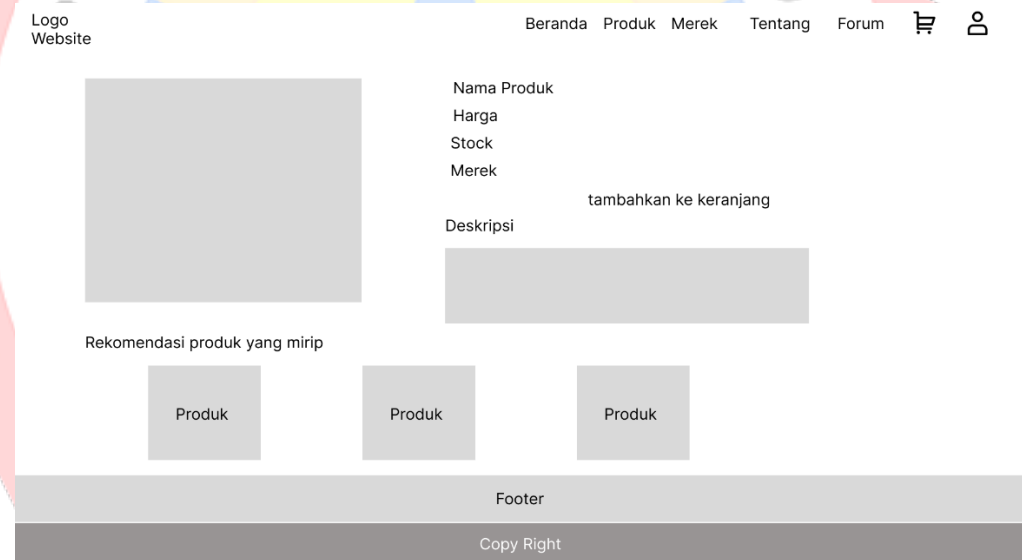 Logo
Website
Beranda Produk Merek Tentang Forum
Nama Produk
Harga
Stock
Merek
tambahkan ke keranjang
Deskripsi
Rekomendasi produk yang mirip
Produk Produk Produk
Footer
Copy Right